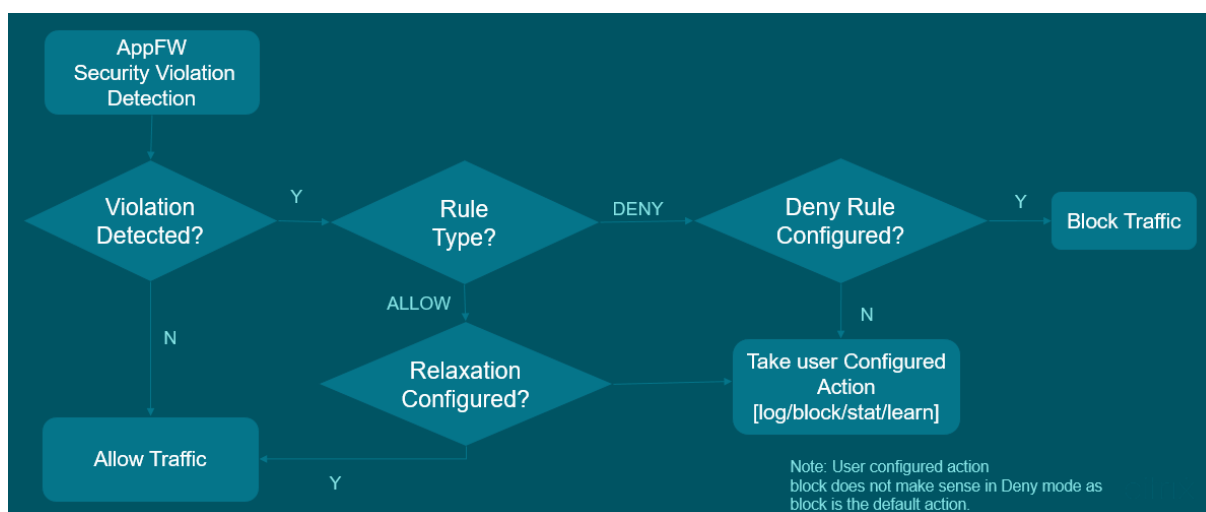 AppFW
Security Violation
Detection
Violation
Detected?
Y
Rule
Type?
DENY
Deny Rule
Configured?
Y
Block Traffic
ALLOW
N
N
Relaxation
Configured?
Take user Configured
Action
[log/block/stat/learn]
Allow Traffic
Y
Note: User configured action
block does not make sense in Deny mode as
block is the default action.